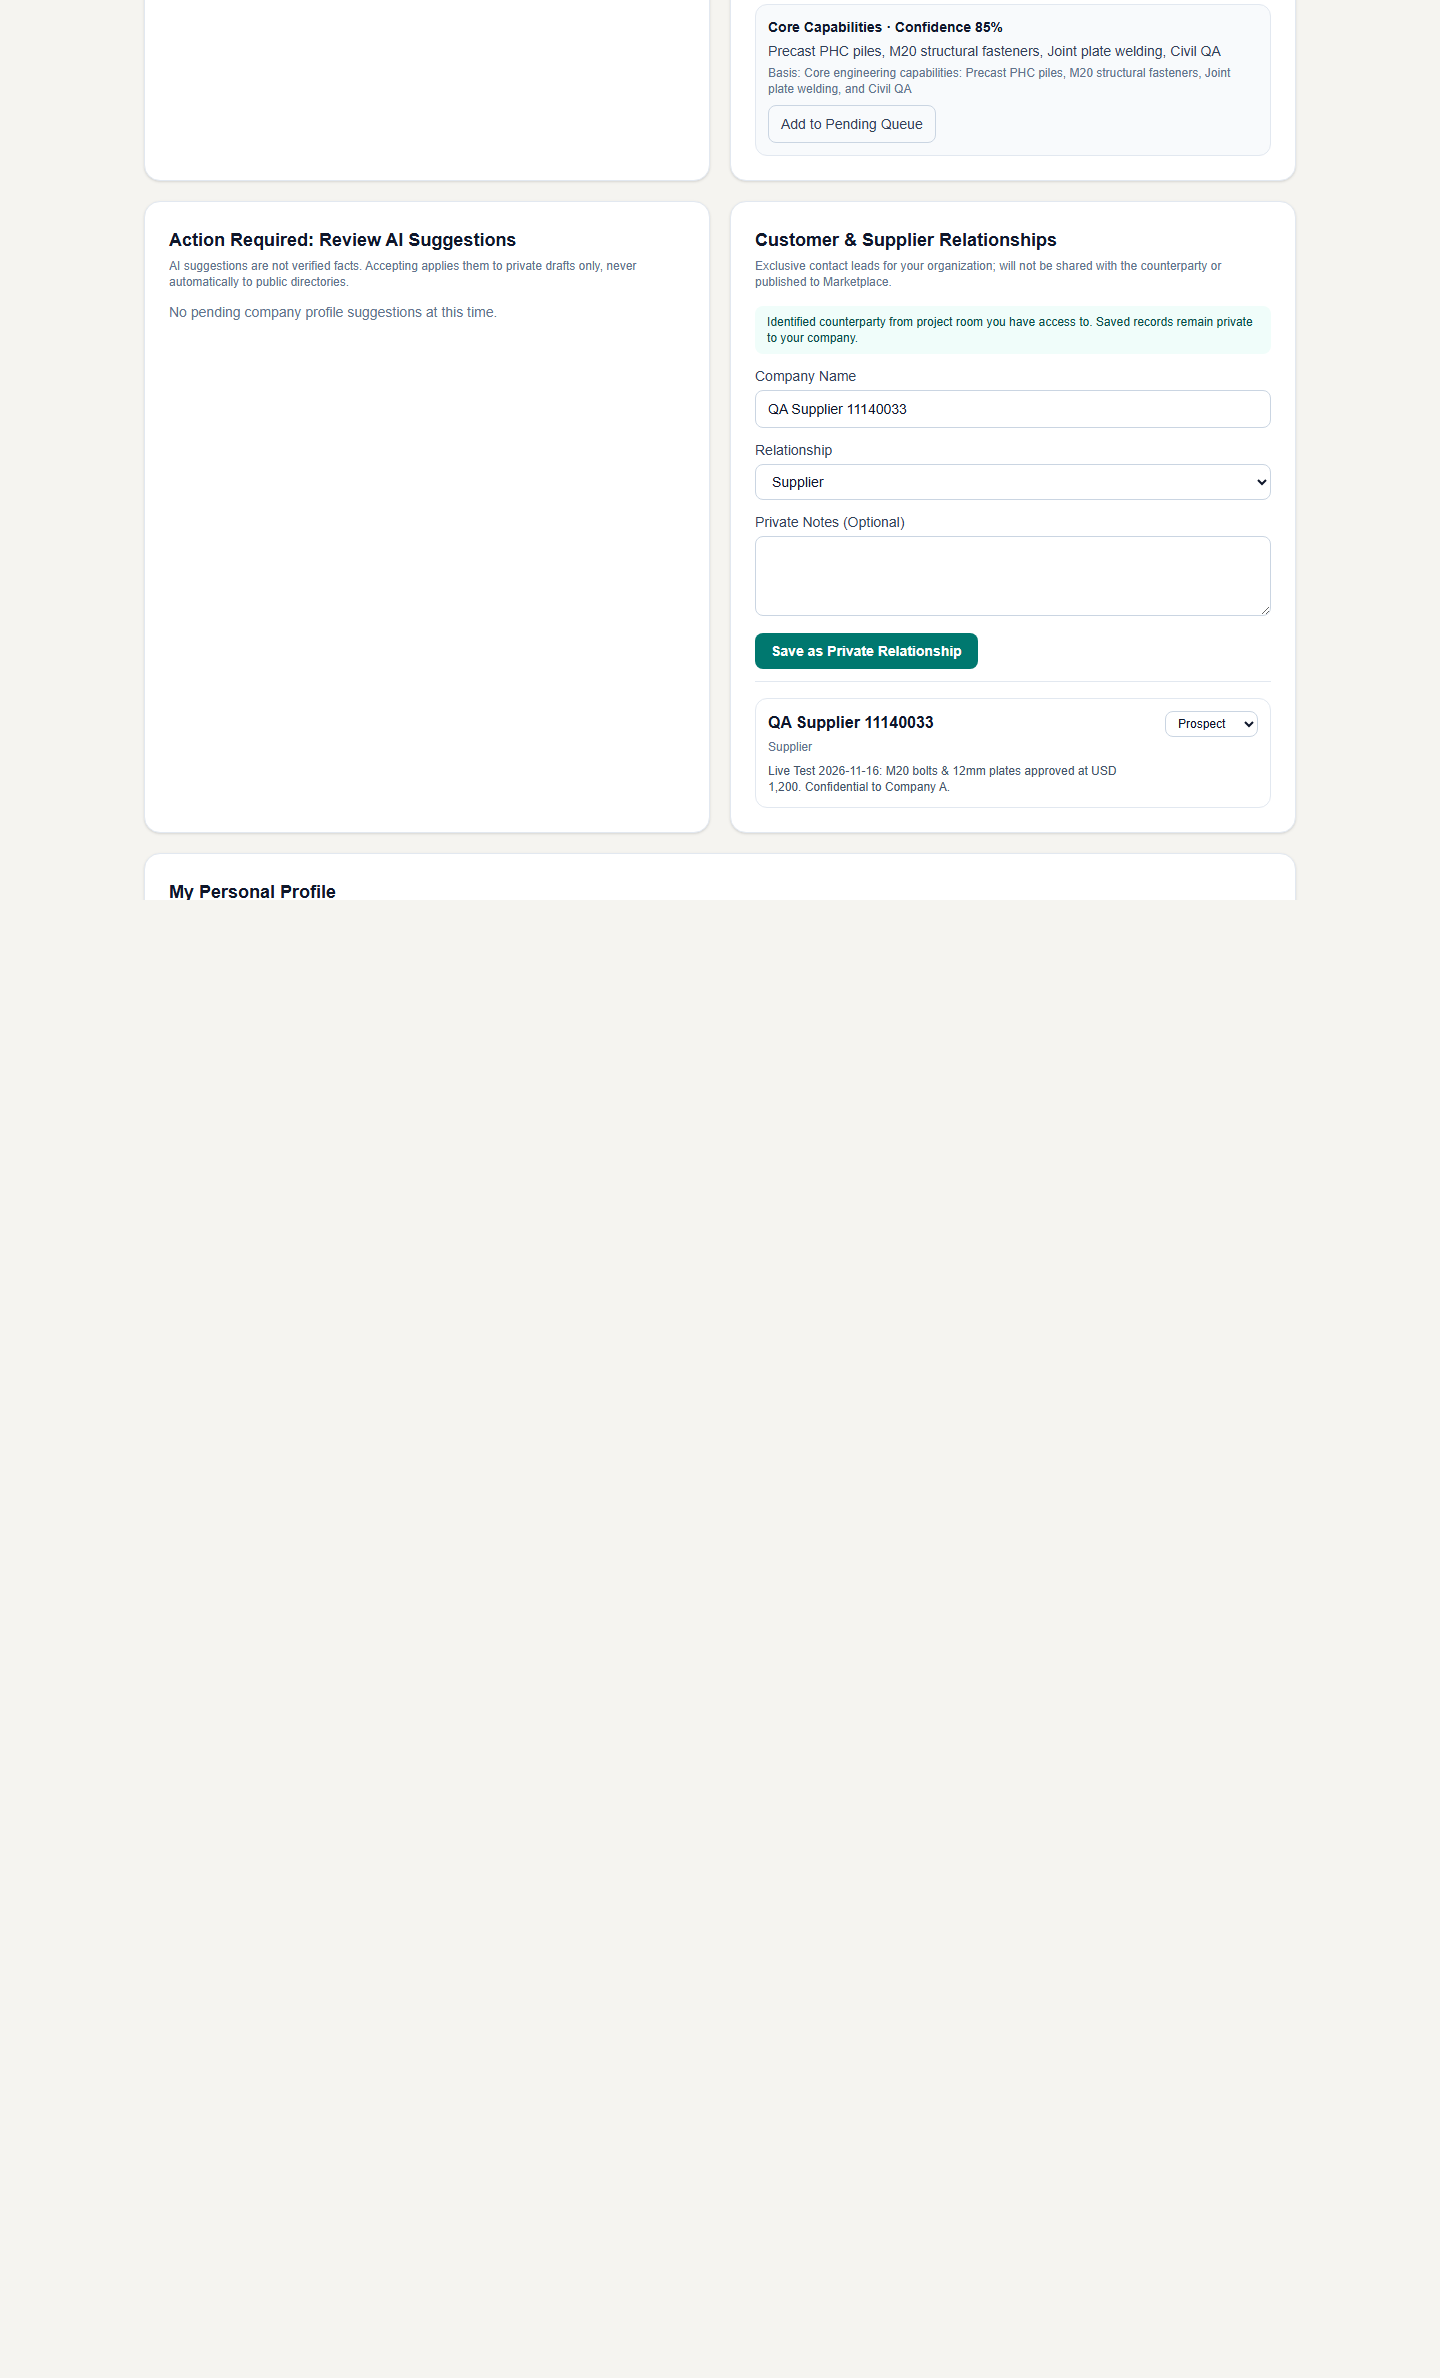 Core Capabilities · Confidence 85%
Precast PHC piles, M20 structural fasteners, Joint plate welding, Civil QA
Basis: Core engineering capabilities: Precast PHC piles, M20 structural fasteners, Joint
plate welding, and Civil QA
Add to Pending Queue
Action Required: Review AI Suggestions
AI suggestions are not verified facts. Accepting applies them to private drafts only, never
automatically to public directories.
No pending company profile suggestions at this time.
Customer & Supplier Relationships
Exclusive contact leads for your organization; will not be shared with the counterparty or
published to Marketplace.
Identified counterparty from project room you have access to. Saved records remain private
to your company.
Company Name
QA Supplier 11140033
Relationship
Supplier
Private Notes (Optional)
Save as Private Relationship
QA Supplier 11140033
Prospect
Supplier
Live Test 2026-11-16: M20 bolts & 12mm plates approved at USD
1,200. Confidential to Company A.
My Personal Profile